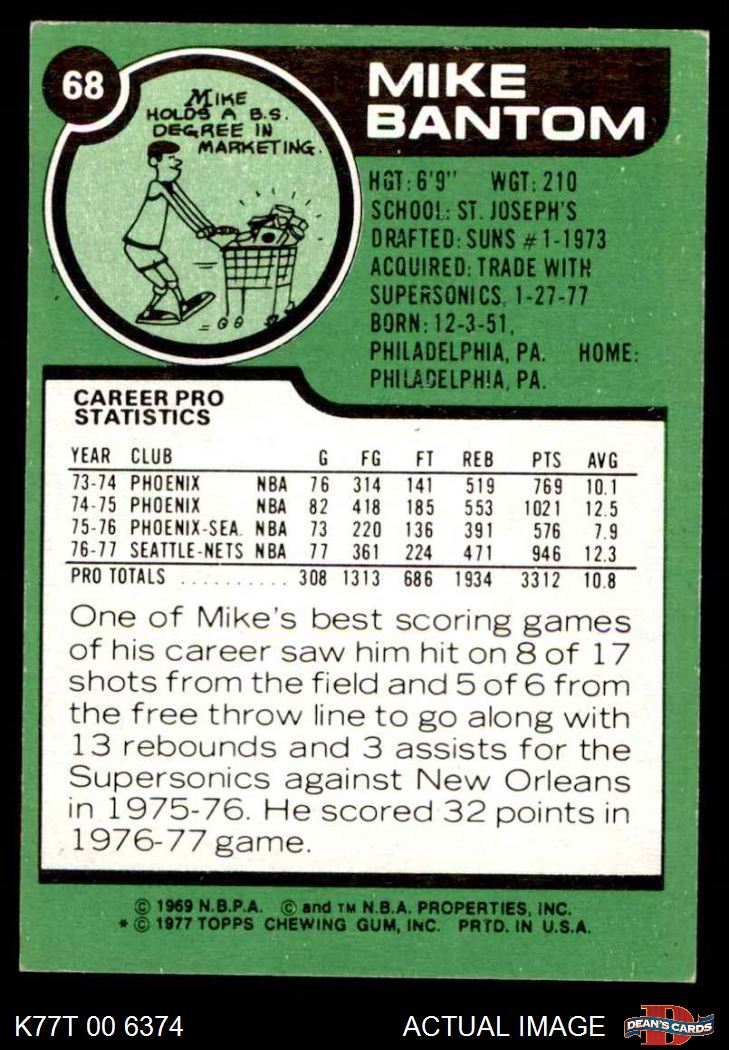 68
MIKE
HOLDS A B.S.
DEGREE IN
MARKETING.
MIKE
BANTOM
HGT: 6'9" WGT: 210
SCHOOL: ST. JOSEPH'S
DRAFTED: SUNS #1-1973
ACQUIRED: TRADE WITH
SUPERSONICS, 1-27-77
BORN: 12-3-51,
PHILADELPHIA, PA. HOME:
PHILADELPHIA, PA.
CAREER PRO
STATISTICS
YEAR CLUB G FG FT REB PTS AVG
73-74 PHOENIX NBA 76 314 141 519 769 10.1
74-75 PHOENIX NBA 82 418 185 553 1021 12.5
75-76 PHOENIX-SEA. NBA 73 220 136 391 576 7.9
76-77 SEATTLE-NETS NBA 77 361 224 471 946 12.3
PRO TOTALS .......... 308 1313 686 1934 3312 10.8
One of Mike's best scoring games
of his career saw him hit on 8 of 17
shots from the field and 5 of 6 from
the free throw line to go along with
13 rebounds and 3 assists for the
Supersonics against New Orleans
in 1975-76. He scored 32 points in
1976-77 game.
© 1969 N.B.P.A. © and TM N.B.A. PROPERTIES, INC.
* © 1977 TOPPS CHEWING GUM, INC. PRTD. IN U.S.A.
K77T 00 6374
ACTUAL IMAGE
D
DEAN'S CARDS